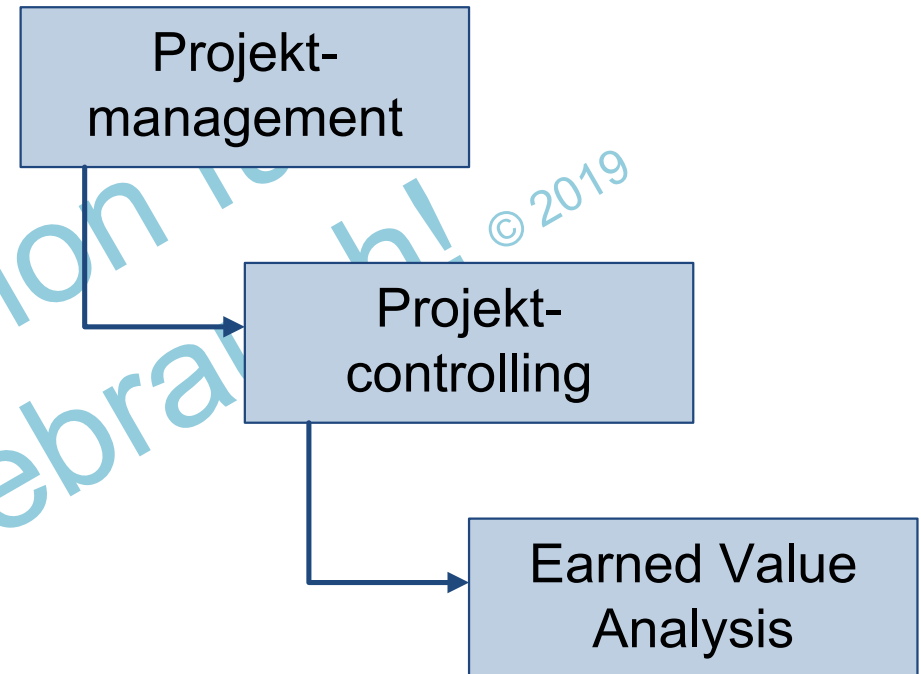 Projekt-
management
© 2019
Projekt-
controlling
Earned Value
Analysis